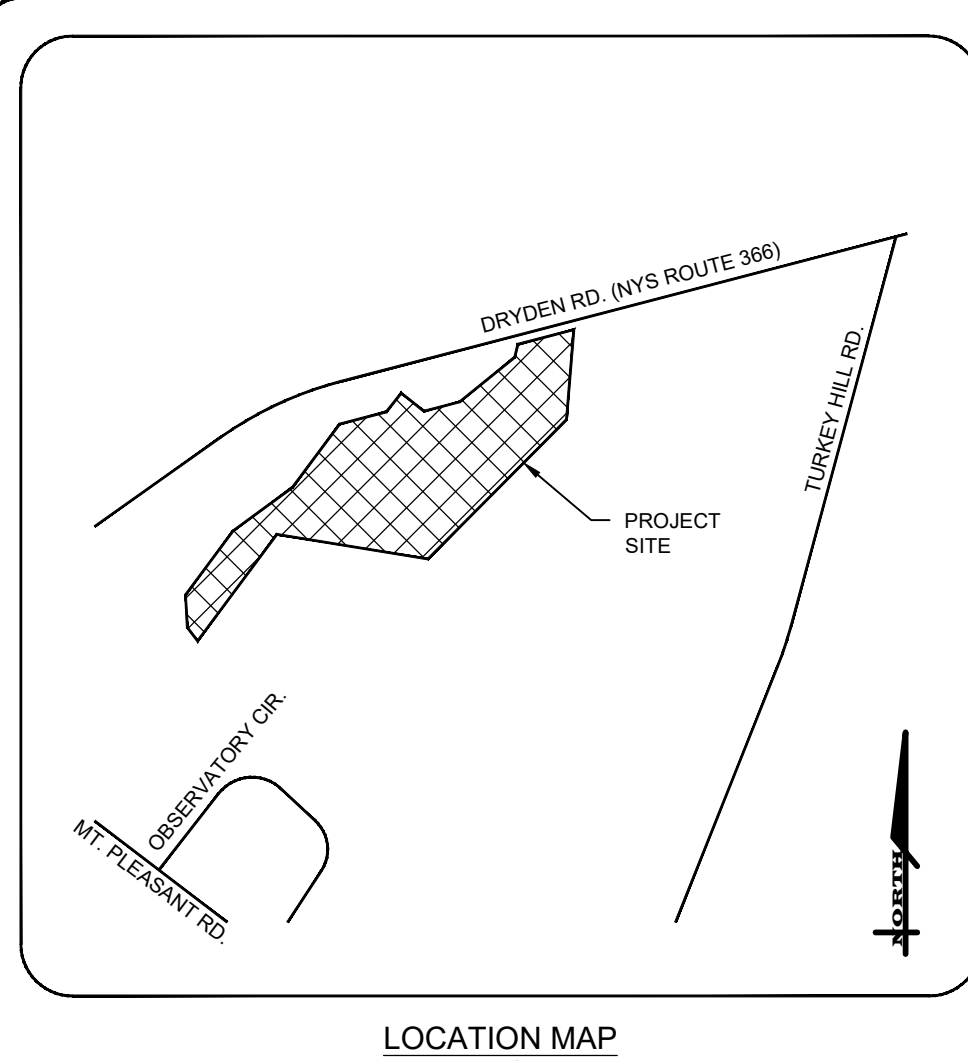 DRYDEN RD. (NYS ROUTE 366)
TURKEY HILL RD.
PROJECT
SITE
OBSERVATORY CIR.
MT. PLEASANT RD.
NORTH
LOCATION MAP